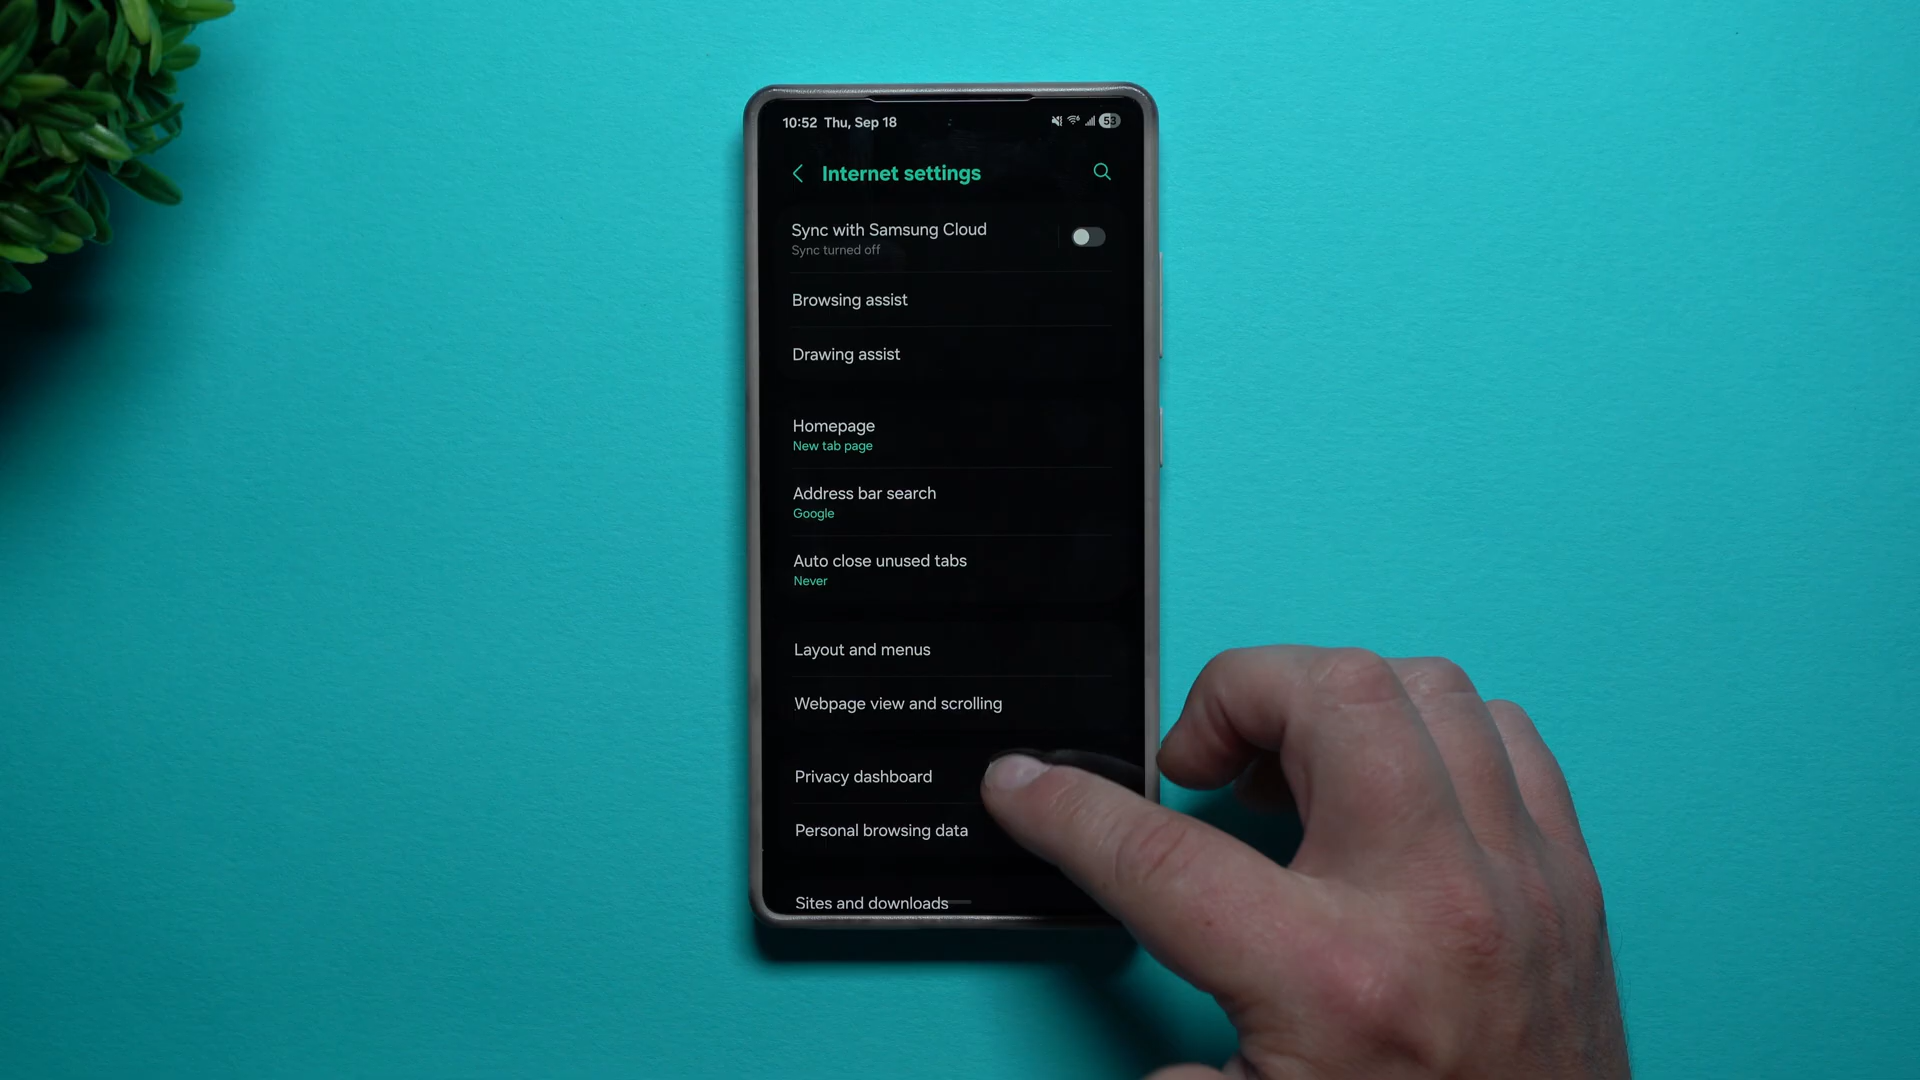 10:52 Thu, Sep 18
53
Internet settings
Sync with Samsung Cloud
Sync turned off
Browsing assist
Drawing assist
Homepage
New tab page
Address bar search
Google
Auto close unused tabs
Never
Layout and menus
Webpage view and scrolling
Privacy dashboard
Personal browsing data
Sites and downloads